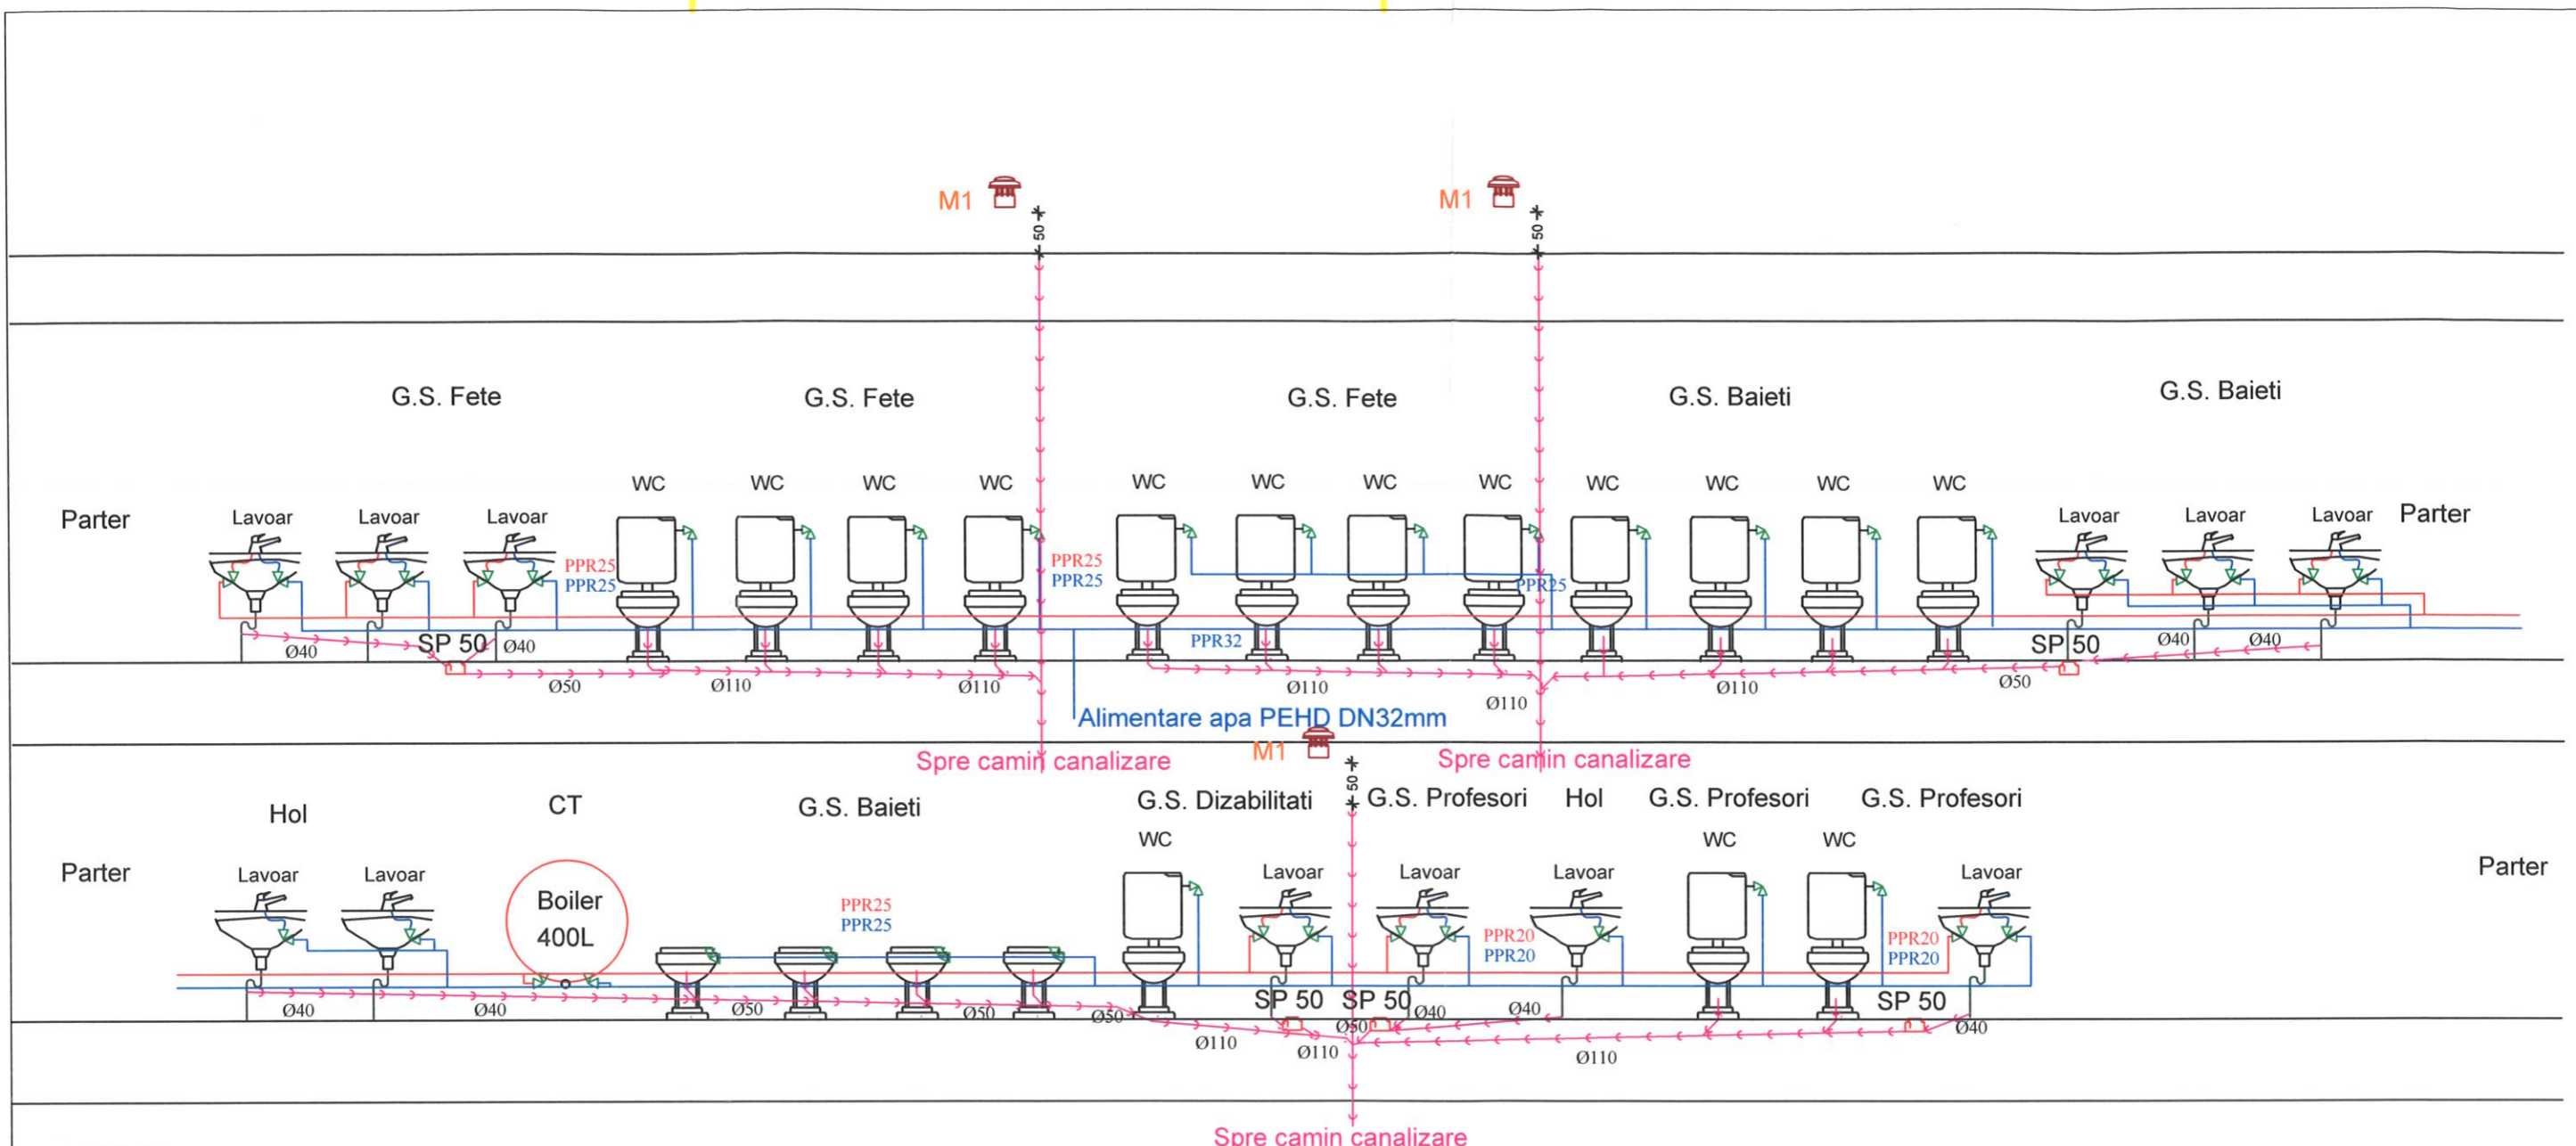 M1
50
M1
50
G.S. Fete
G.S. Fete
G.S. Fete
G.S. Baieti
G.S. Baieti
WC
WC
WC
WC
WC
WC
WC
WC
WC
WC
WC
WC
Parter
Lavoar
Lavoar
Lavoar
Lavoar
Lavoar
Lavoar
Parter
PPR25
PPR25
PPR25
PPR25
PPR25
PPR32
Ø40
SP 50
Ø40
SP 50
Ø40
Ø40
Ø50
Ø110
Ø110
Ø110
Ø110
Ø110
Ø50
Alimentare apa PEHD DN32mm
M1
Spre camin canalizare
Spre camin canalizare
50
Hol
CT
G.S. Baieti
G.S. Dizabilitati
G.S. Profesori
Hol
G.S. Profesori
G.S. Profesori
WC
WC
WC
Parter
Lavoar
Lavoar
Boiler
400L
Lavoar
Lavoar
Lavoar
Lavoar
Parter
PPR25
PPR25
PPR20
PPR20
PPR20
PPR20
SP 50
SP 50
SP 50
Ø40
Ø40
Ø50
Ø50
Ø50
Ø50
Ø40
Ø40
Ø40
Ø110
Ø110
Ø110
Spre camin canalizare